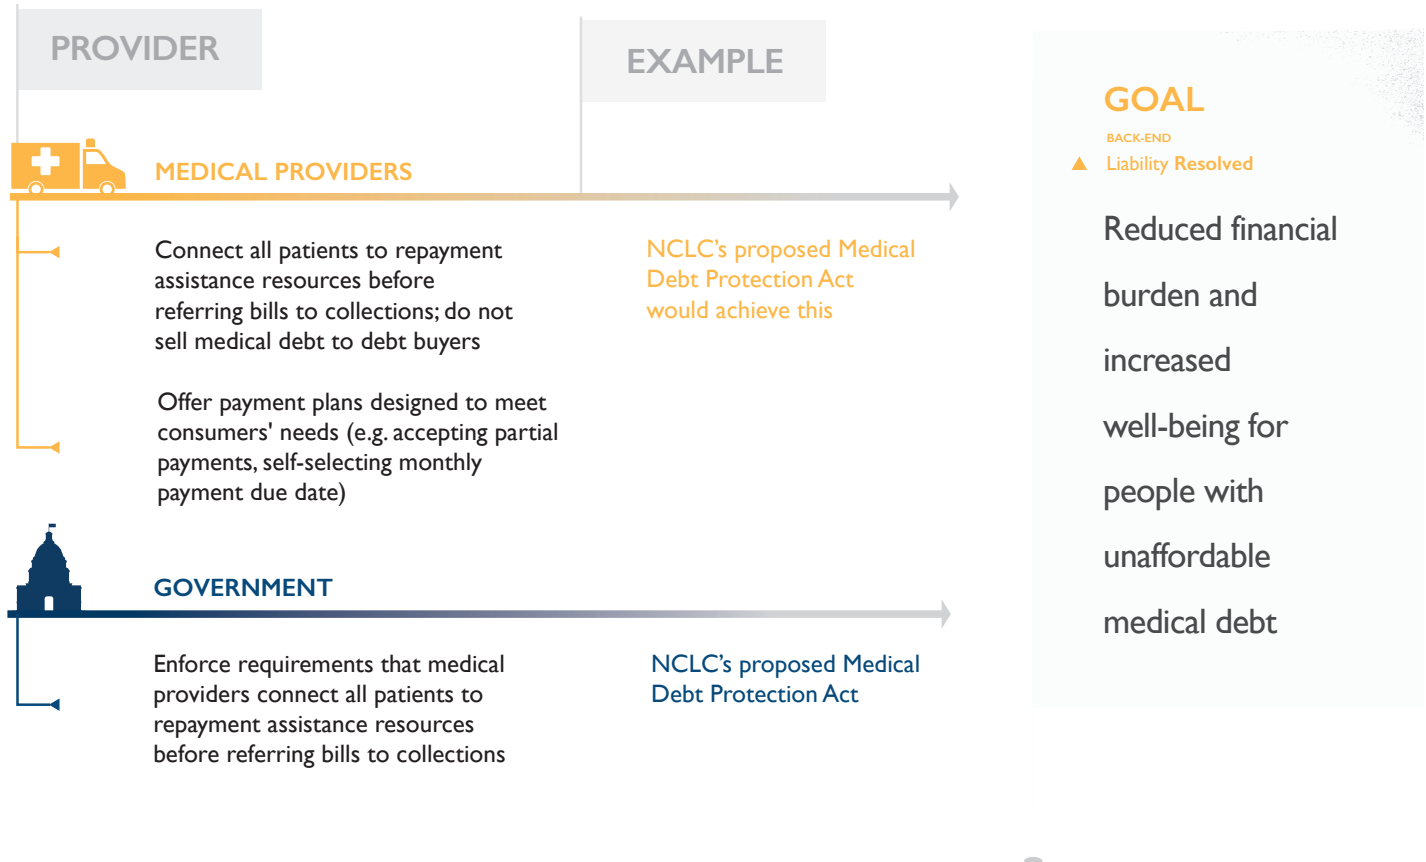 PROVIDER
EXAMPLE
MEDICAL PROVIDERS
Connect all patients to repayment
assistance resources before
referring bills to collections; do not
sell medical debt to debt buyers
NCLC’s proposed Medical
Debt Protection Act
would achieve this
Offer payment plans designed to meet
consumers' needs (e.g. accepting partial
payments, self-selecting monthly
payment due date)
GOVERNMENT
Enforce requirements that medical
providers connect all patients to
repayment assistance resources
before referring bills to collections
NCLC’s proposed Medical
Debt Protection Act
GOAL
BACK-END
Liability Resolved
Reduced financial
burden and
increased
well-being for
people with
unaffordable
medical debt